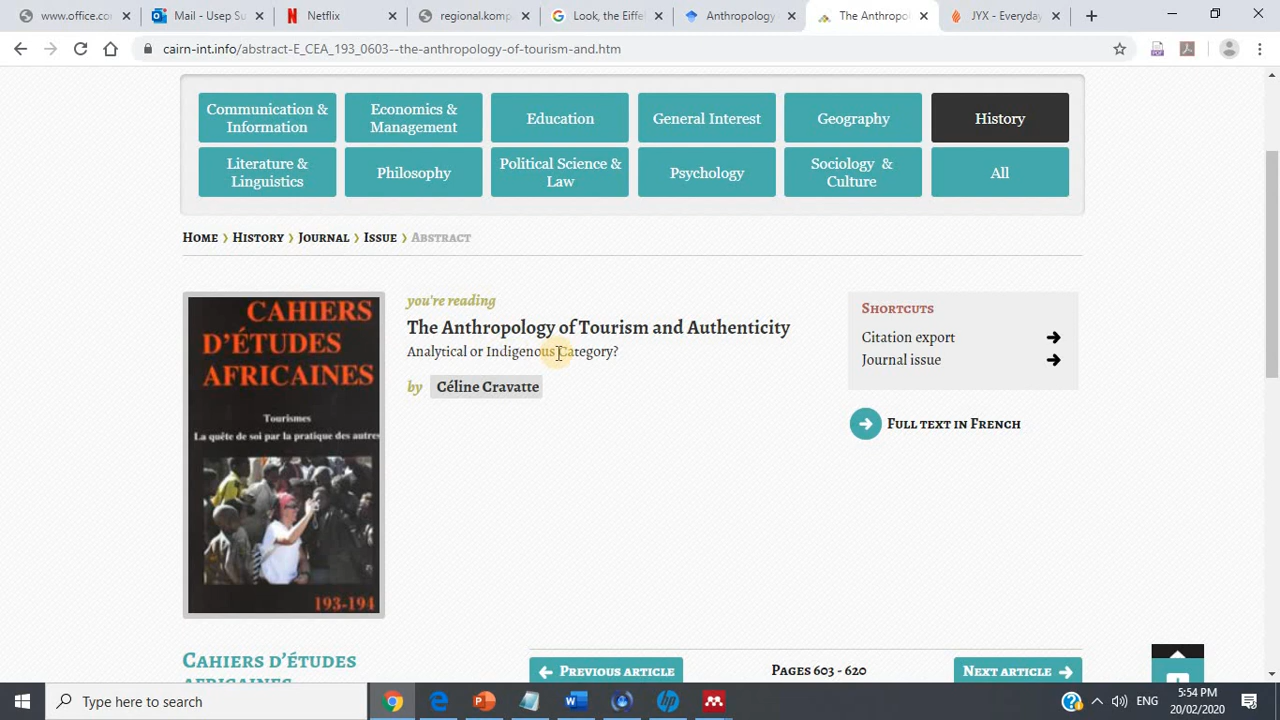 www.office.co
Mail - Usep Su
Netflix
regional.kom
Look, the Eiffe
Anthropology
The Anthropo
JYX - Everyday
cairn-int.info/abstract-E_CEA_193_0603--the-anthropology-of-tourism-and.htm
Communication & Information
Economics & Management
Education
General Interest
Geography
History
Literature & Linguistics
Philosophy
Political Science & Law
Psychology
Sociology & Culture
All
Home › History › Journal › Issue › Abstract
CAHIERS
D'ÉTUDES
AFRICAINES
Tourismes
La quête de soi par la pratique des autres
193-194
you're reading
The Anthropology of Tourism and Authenticity
Analytical or Indigenous Category?
by Céline Cravatte
Shortcuts
Citation export
Journal issue
Full text in French
Cahiers d'études
Previous article
Pages 603 - 620
Next article
Type here to search
ENG
5:54 PM
20/02/2020